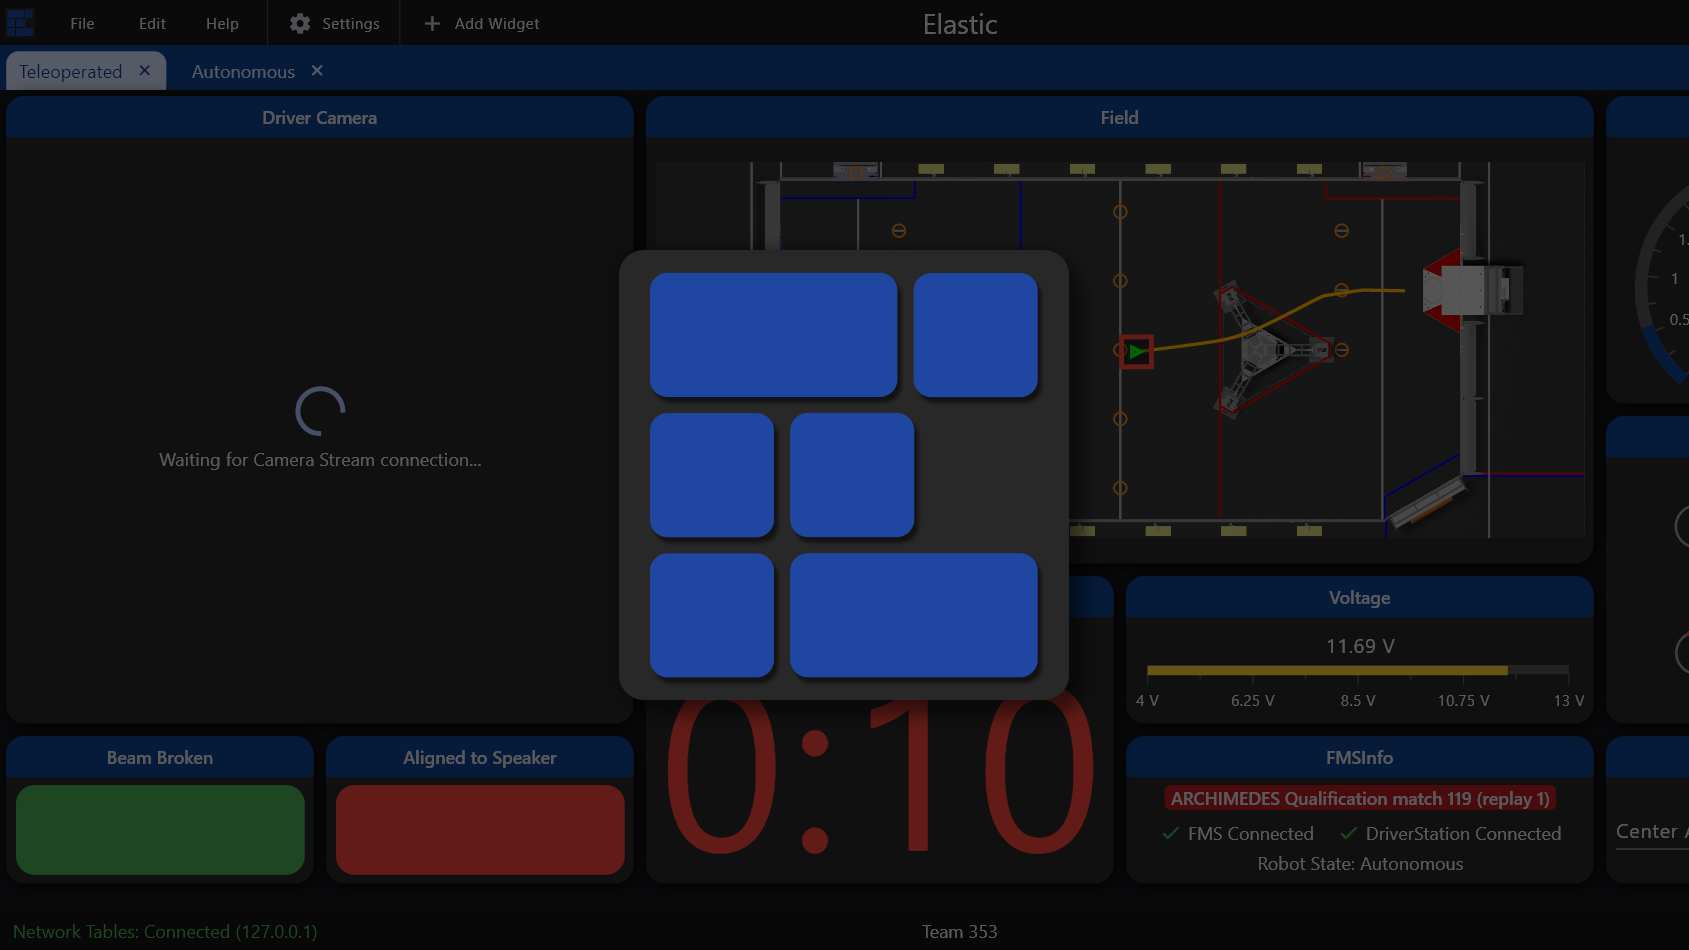 File Edit Help Settings Add Widget Elastic
Teleoperated Autonomous
Driver Camera
Field
1.
1
0.5
Waiting for Camera Stream connection...
Voltage
11.69 V
4 V 6.25 V 8.5 V 10.75 V 13 V
0:10
Beam Broken
Aligned to Speaker
FMSInfo
ARCHIMEDES Qualification match 119 (replay 1)
FMS Connected DriverStation Connected
Robot State: Autonomous
Center
Network Tables: Connected (127.0.0.1)
Team 353